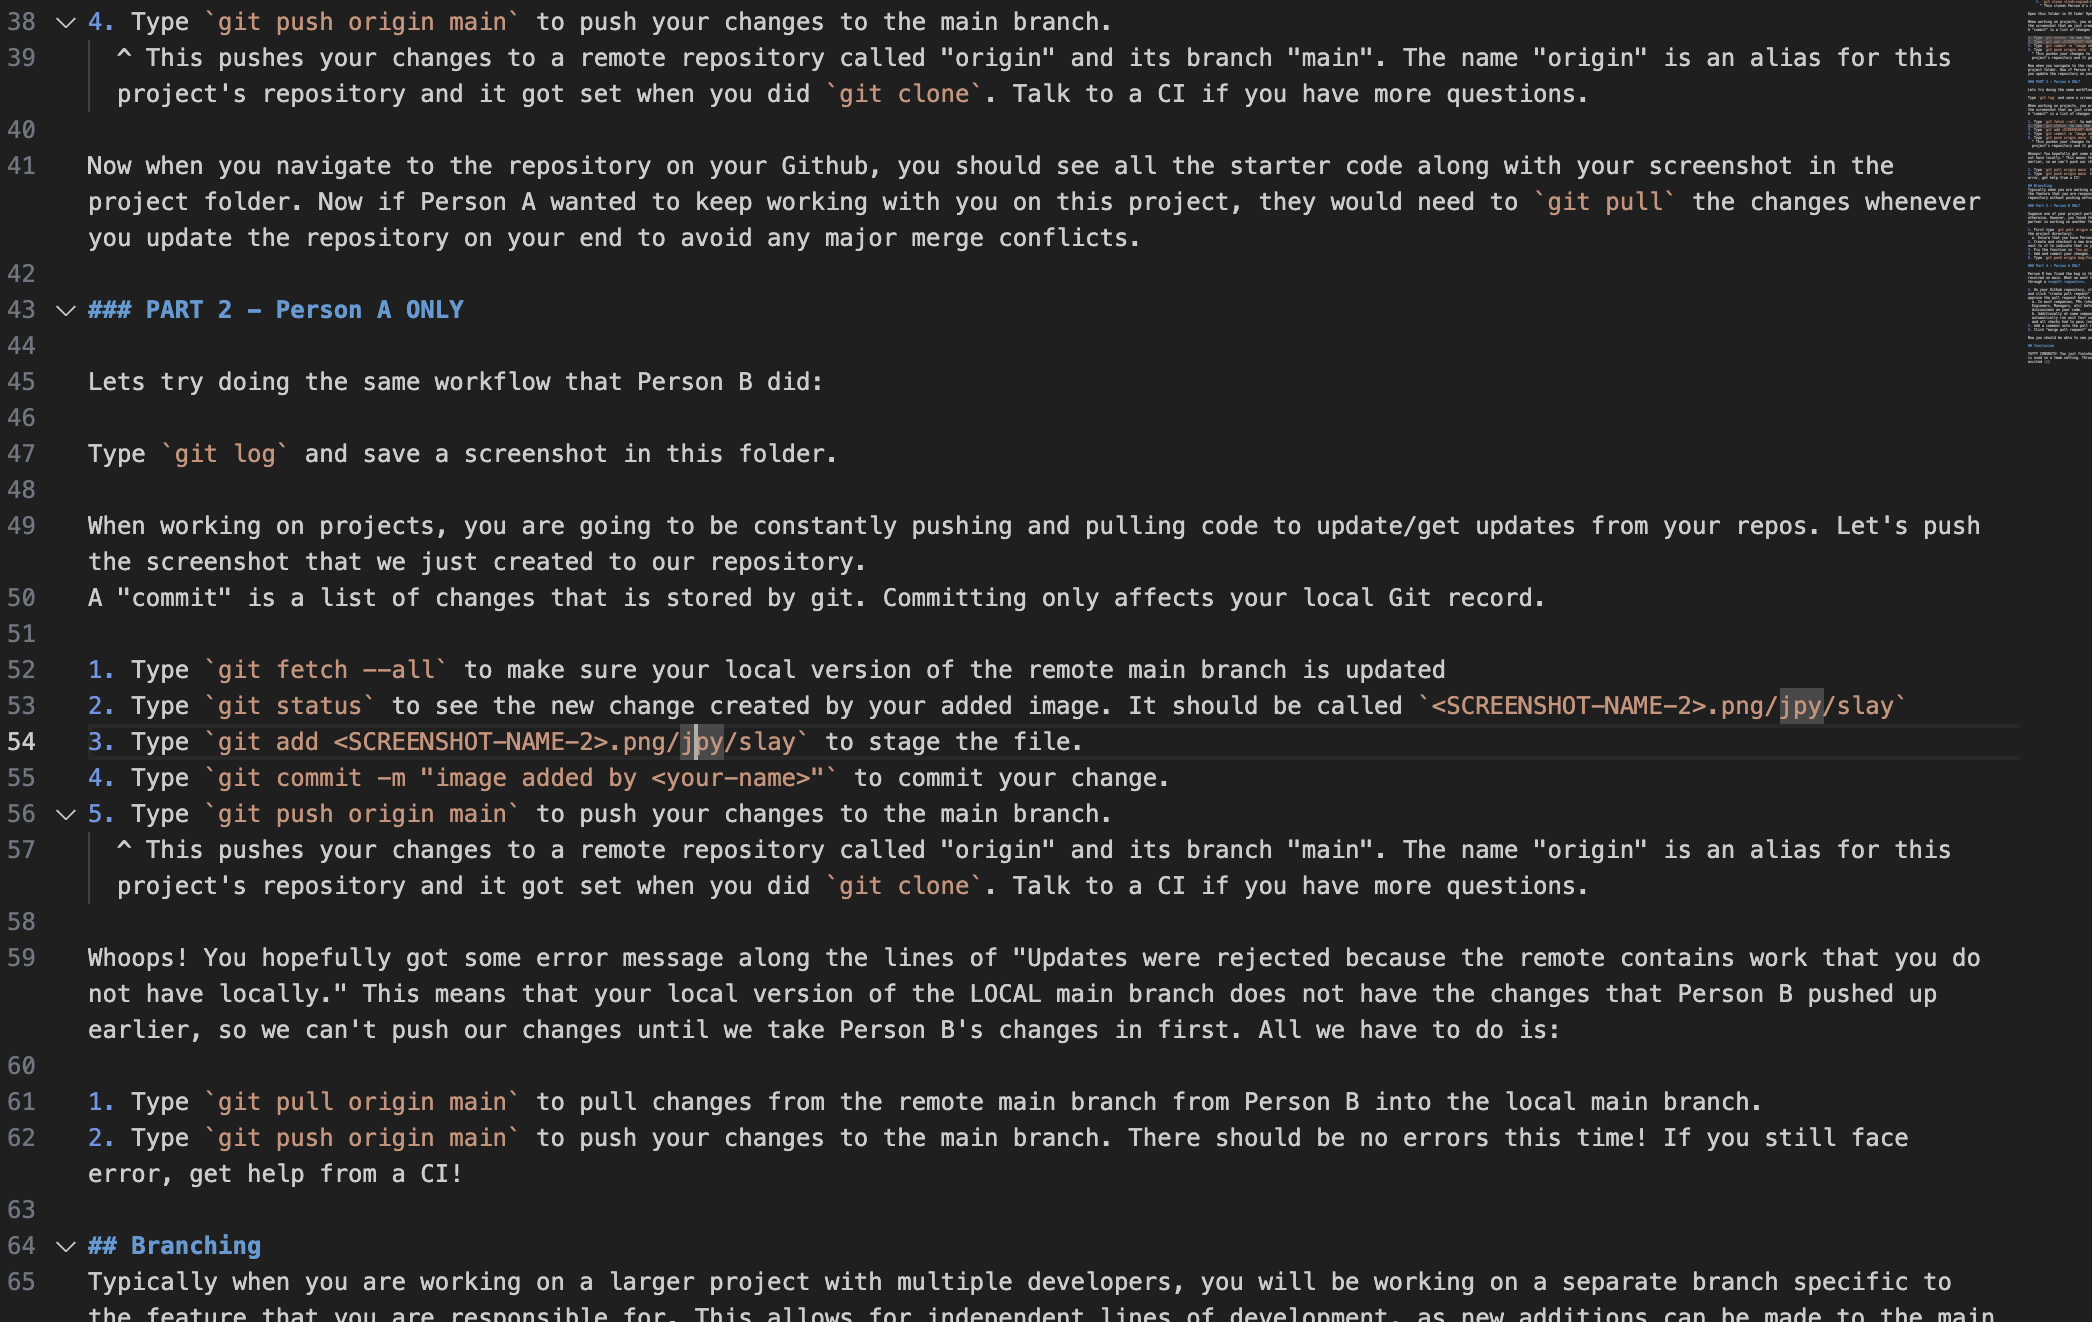 38 4. Type `git push origin main` to push your changes to the main branch.
39 ^ This pushes your changes to a remote repository called "origin" and its branch "main". The name "origin" is an alias for this
project's repository and it got set when you did `git clone`. Talk to a CI if you have more questions.
40
41 Now when you navigate to the repository on your Github, you should see all the starter code along with your screenshot in the
project folder. Now if Person A wanted to keep working with you on this project, they would need to `git pull` the changes whenever
you update the repository on your end to avoid any major merge conflicts.
42
43 ### PART 2 - Person A ONLY
44
45 Lets try doing the same workflow that Person B did:
46
47 Type `git log` and save a screenshot in this folder.
48
49 When working on projects, you are going to be constantly pushing and pulling code to update/get updates from your repos. Let's push
the screenshot that we just created to our repository.
50 A "commit" is a list of changes that is stored by git. Committing only affects your local Git record.
51
52 1. Type `git fetch --all` to make sure your local version of the remote main branch is updated
53 2. Type `git status` to see the new change created by your added image. It should be called `<SCREENSHOT-NAME-2>.png/jpy/slay`
54 3. Type `git add <SCREENSHOT-NAME-2>.png/jpy/slay` to stage the file.
55 4. Type `git commit -m "image added by <your-name>"` to commit your change.
56 5. Type `git push origin main` to push your changes to the main branch.
57 ^ This pushes your changes to a remote repository called "origin" and its branch "main". The name "origin" is an alias for this
project's repository and it got set when you did `git clone`. Talk to a CI if you have more questions.
58
59 Whoops! You hopefully got some error message along the lines of "Updates were rejected because the remote contains work that you do
not have locally." This means that your local version of the LOCAL main branch does not have the changes that Person B pushed up
earlier, so we can't push our changes until we take Person B's changes in first. All we have to do is:
60
61 1. Type `git pull origin main` to pull changes from the remote main branch from Person B into the local main branch.
62 2. Type `git push origin main` to push your changes to the main branch. There should be no errors this time! If you still face
error, get help from a CI!
63
64 ## Branching
65 Typically when you are working on a larger project with multiple developers, you will be working on a separate branch specific to
the feature that you are responsible for. This allows for independent lines of development, as new additions can be made to the main